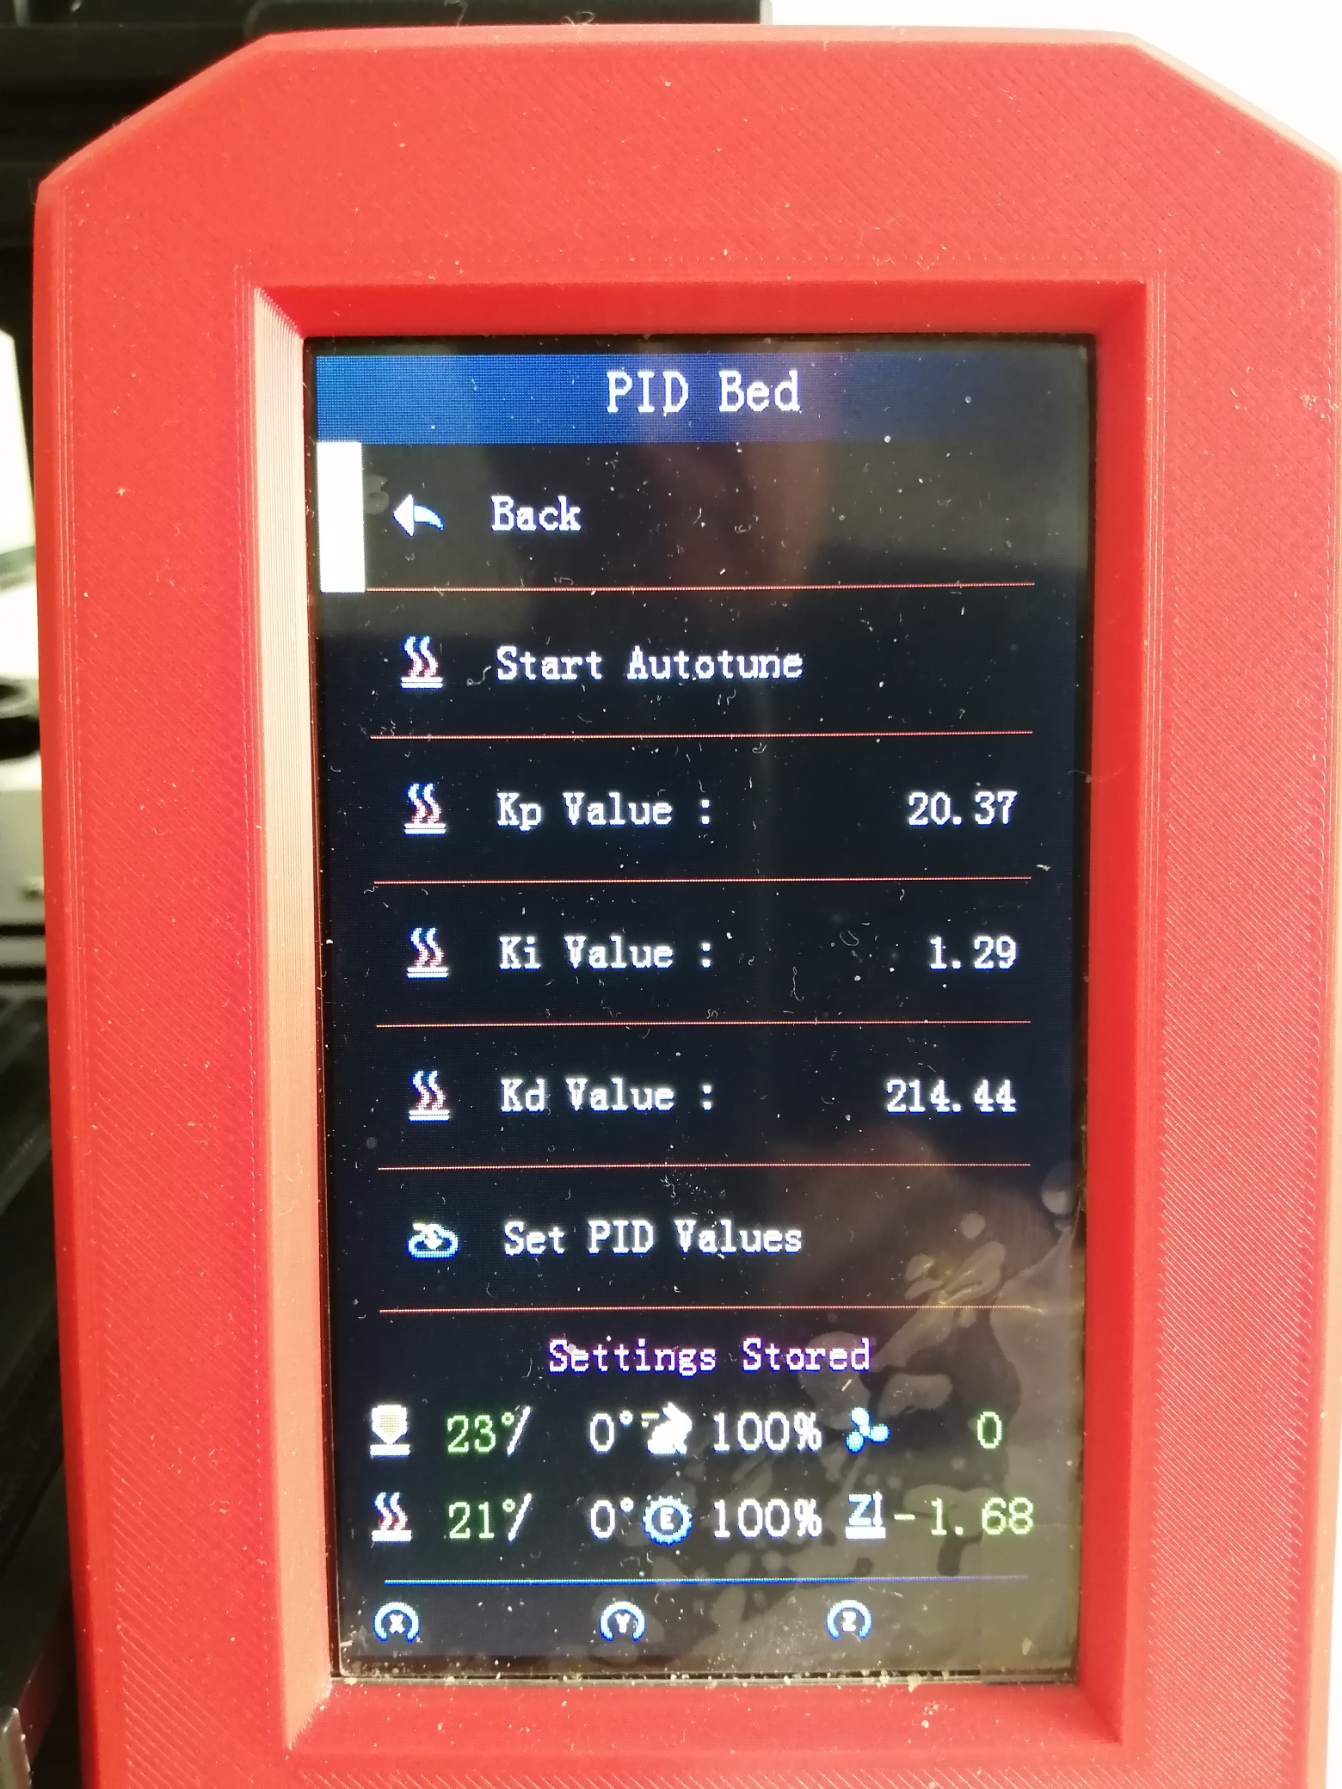 PID Bed
Back
Start Autotune
Kp Value : 20.37
Ki Value : 1.29
Kd Value : 214.44
Set PID Values
Settings Stored
23°/ 0° 100% 0
21°/ 0° E 100% Z -1.68
X Y Z